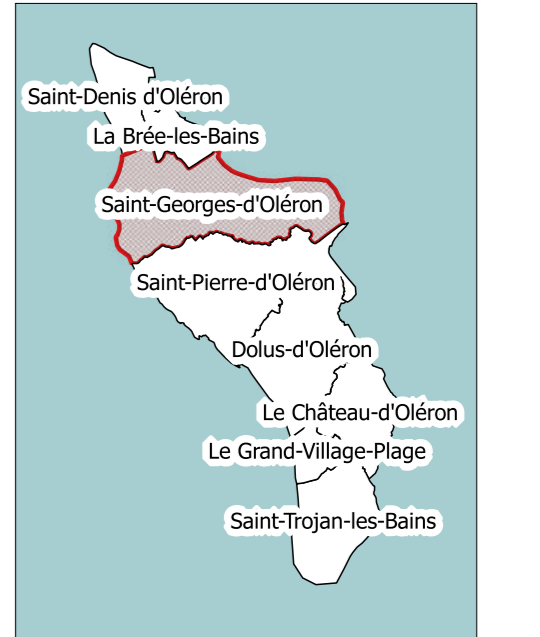 Saint-Denis d'Oléron
La Brée-les-Bains
Saint-Georges-d'Oléron
Saint-Pierre-d'Oléron
Dolus-d'Oléron
Le Château-d'Oléron
Le Grand-Village-Plage
Saint-Trojan-les-Bains